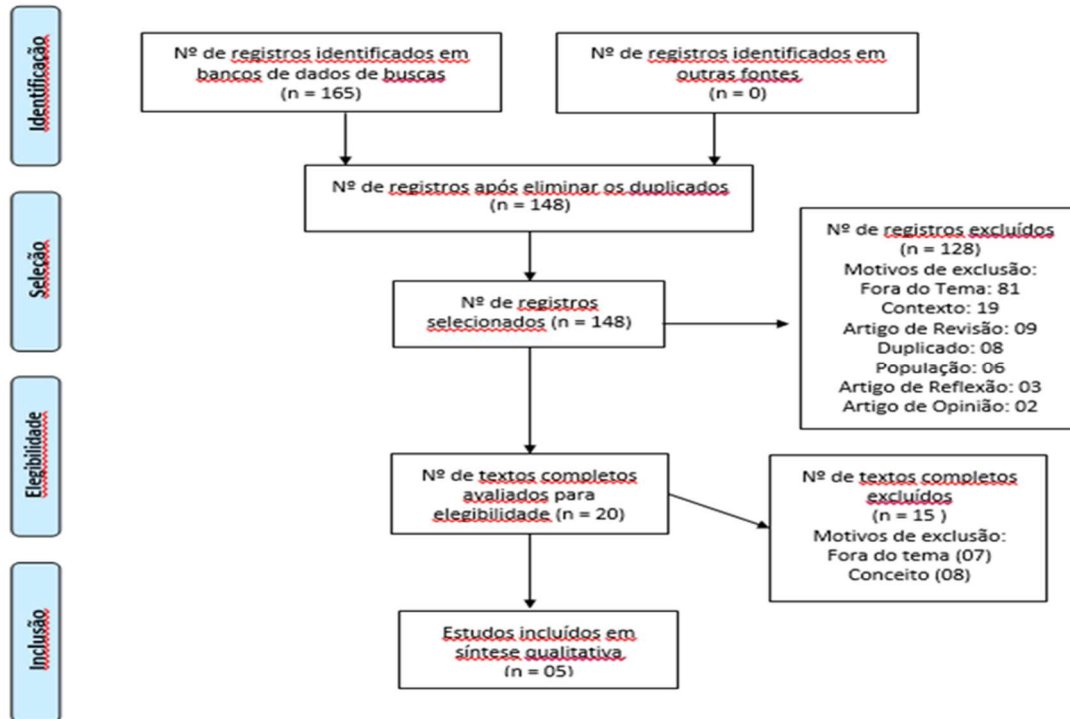 Identificação
Nº de registros identificados em
bancos de dados de buscas
(n = 165)
Nº de registros identificados em
outras fontes
(n = 0)
Nº de registros após eliminar os duplicados
(n = 148)
Seleção
Nº de registros
selecionados (n = 148)
Nº de registros excluídos
(n = 128)
Motivos de exclusão:
Fora do Tema: 81
Contexto: 19
Artigo de Revisão: 09
Duplicado: 08
População: 06
Artigo de Reflexão: 03
Artigo de Opinião: 02
Elegibilidade
Nº de textos completos
avaliados para
elegibilidade (n = 20)
Nº de textos completos
excluídos
(n = 15 )
Motivos de exclusão:
Fora do tema (07)
Conceito (08)
Inclusão
Estudos incluídos em
síntese qualitativa
(n = 05)